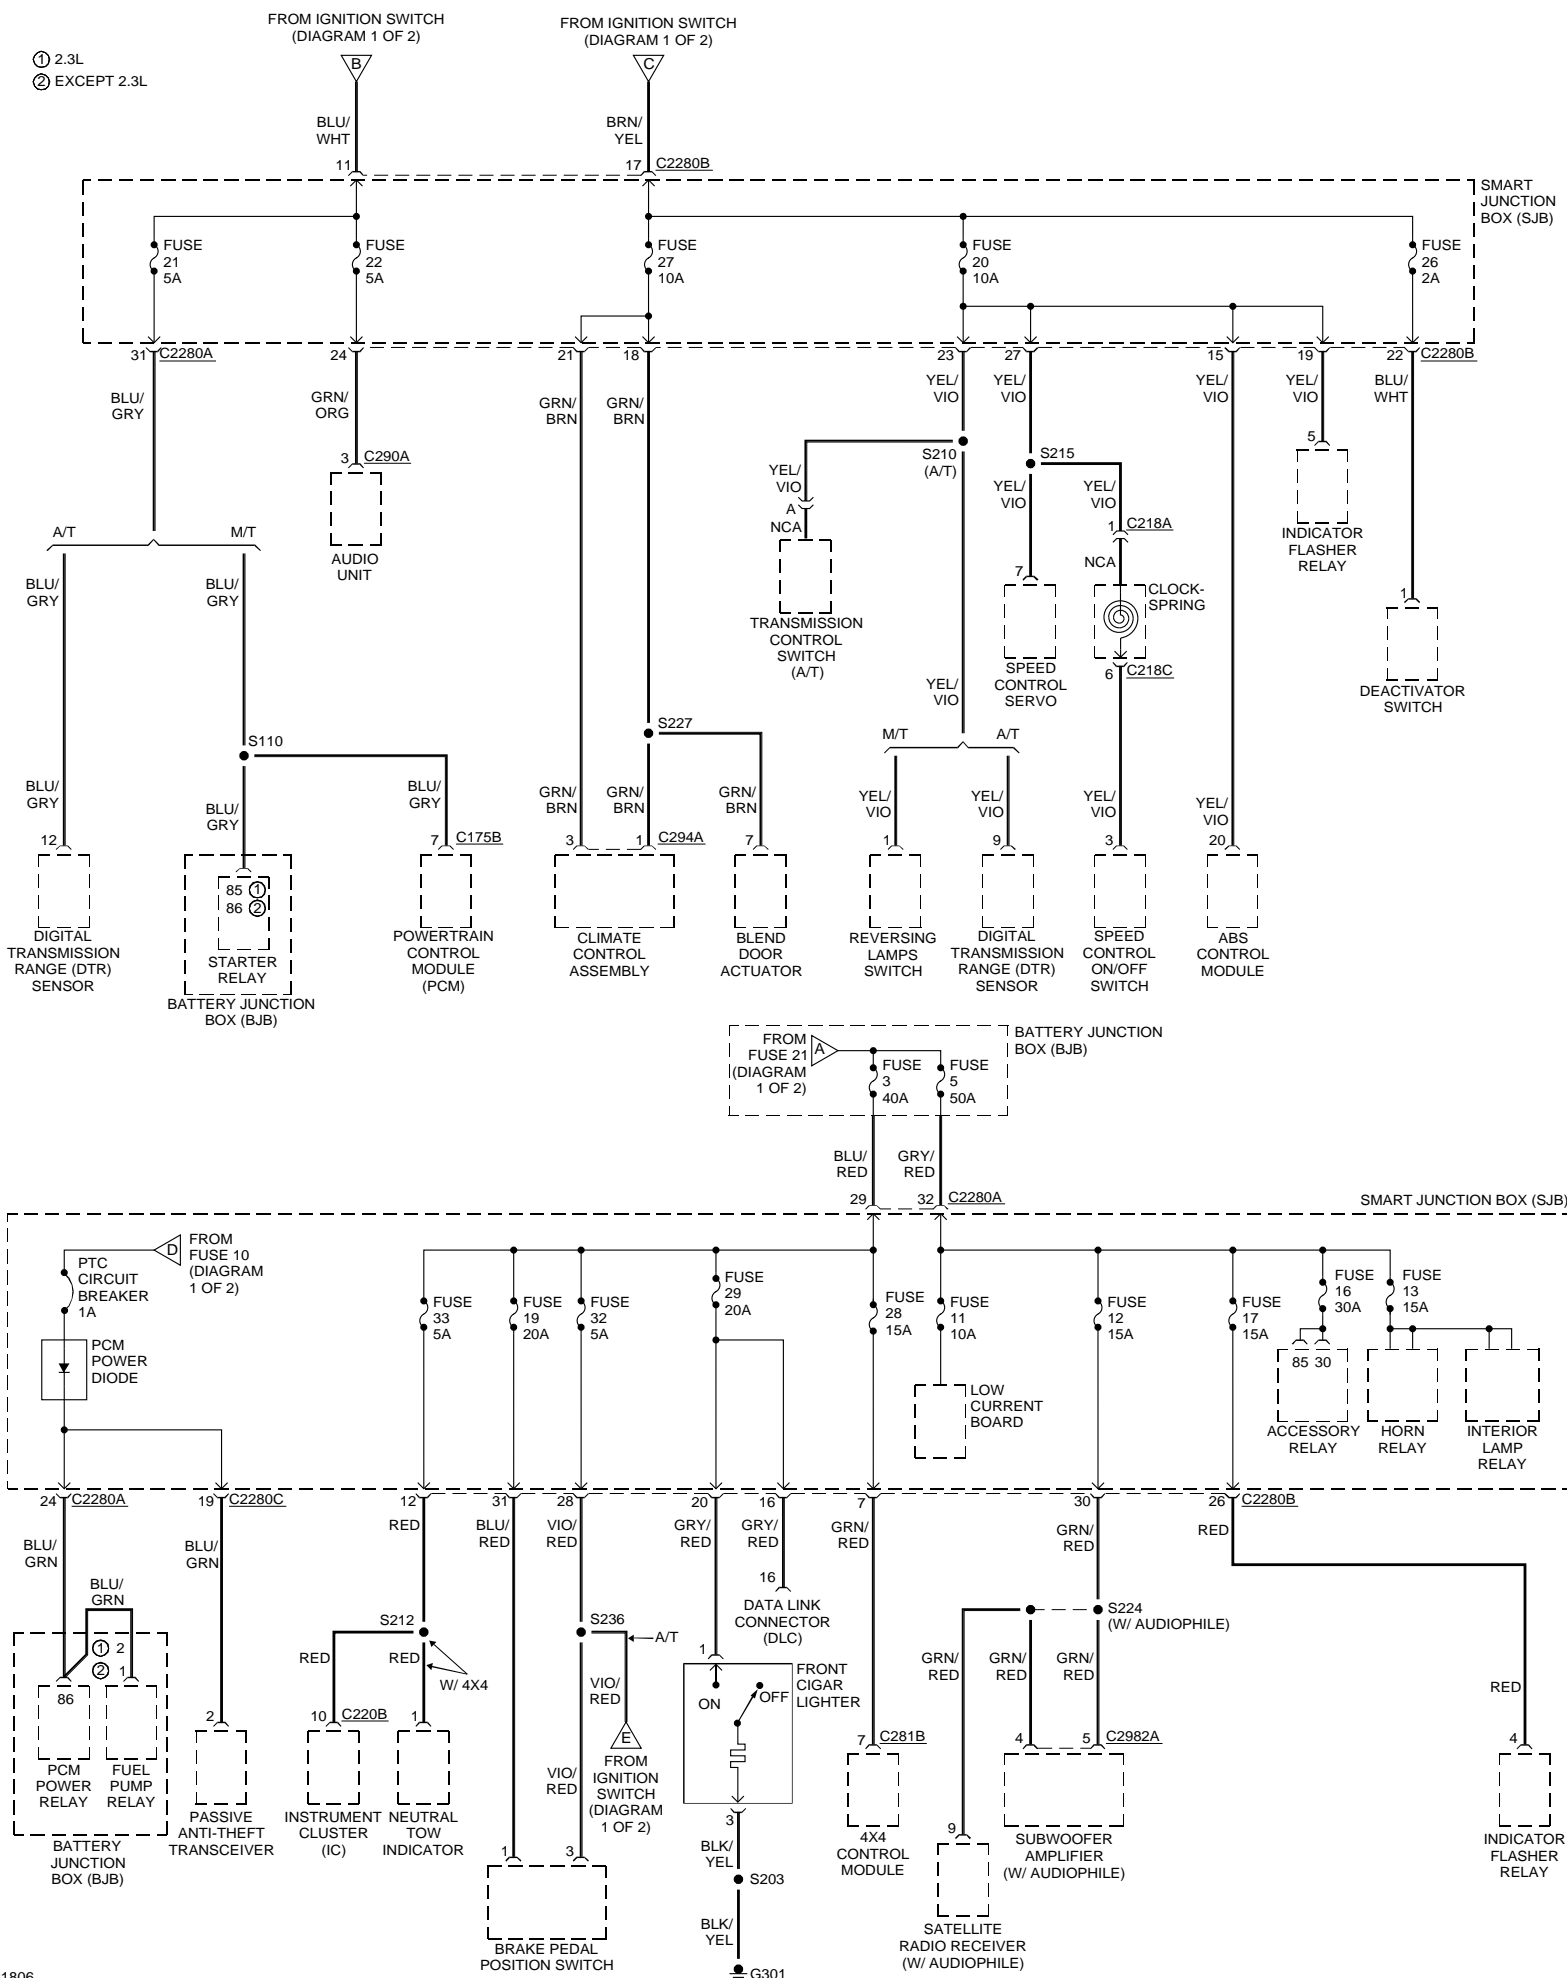 FROM IGNITION SWITCH
(DIAGRAM 1 OF 2)
B
FROM IGNITION SWITCH
(DIAGRAM 1 OF 2)
C
1 2.3L
2 EXCEPT 2.3L
BLU/
WHT
BRN/
YEL
11
17 C2280B
SMART
JUNCTION
BOX (SJB)
FUSE
21
5A
FUSE
22
5A
FUSE
27
10A
FUSE
20
10A
FUSE
26
2A
31 C2280A
24
21
18
23
27
15
19
22 C2280B
BLU/
GRY
GRN/
ORG
GRN/
BRN
GRN/
BRN
YEL/
VIO
YEL/
VIO
YEL/
VIO
YEL/
VIO
BLU/
WHT
3 C290A
AUDIO
UNIT
S210
(A/T)
S215
YEL/
VIO
A
NCA
TRANSMISSION
CONTROL
SWITCH
(A/T)
YEL/
VIO
7
SPEED
CONTROL
SERVO
YEL/
VIO
1 C218A
NCA
CLOCK-
SPRING
6 C218C
5
INDICATOR
FLASHER
RELAY
1
DEACTIVATOR
SWITCH
A/T
M/T
BLU/
GRY
BLU/
GRY
S110
BLU/
GRY
BLU/
GRY
BLU/
GRY
12
DIGITAL
TRANSMISSION
RANGE (DTR)
SENSOR
85 1
86 2
STARTER
RELAY
BATTERY JUNCTION
BOX (BJB)
7 C175B
POWERTRAIN
CONTROL
MODULE
(PCM)
S227
GRN/
BRN
GRN/
BRN
GRN/
BRN
3
1 C294A
CLIMATE
CONTROL
ASSEMBLY
7
BLEND
DOOR
ACTUATOR
YEL/
VIO
M/T
A/T
YEL/
VIO
YEL/
VIO
YEL/
VIO
YEL/
VIO
1
REVERSING
LAMPS
SWITCH
9
DIGITAL
TRANSMISSION
RANGE (DTR)
SENSOR
3
SPEED
CONTROL
ON/OFF
SWITCH
20
ABS
CONTROL
MODULE
FROM
FUSE 21
(DIAGRAM
1 OF 2)
A
FUSE
3
40A
FUSE
5
50A
BATTERY JUNCTION
BOX (BJB)
BLU/
RED
GRY/
RED
29
32 C2280A
SMART JUNCTION BOX (SJB)
D
FROM
FUSE 10
(DIAGRAM
1 OF 2)
PTC
CIRCUIT
BREAKER
1A
PCM
POWER
DIODE
FUSE
33
5A
FUSE
19
20A
FUSE
32
5A
FUSE
29
20A
FUSE
28
15A
FUSE
11
10A
FUSE
12
15A
FUSE
17
15A
FUSE
16
30A
FUSE
13
15A
LOW
CURRENT
BOARD
85 30
ACCESSORY
RELAY
HORN
RELAY
INTERIOR
LAMP
RELAY
24 C2280A
19 C2280C
12
31
28
20
16
7
30
26 C2280B
BLU/
GRN
BLU/
GRN
RED
BLU/
RED
VIO/
RED
GRY/
RED
GRY/
RED
GRN/
RED
GRN/
RED
RED
BLU/
GRN
1 2
2 1
86
PCM
POWER
RELAY
FUEL
PUMP
RELAY
BATTERY
JUNCTION
BOX (BJB)
2
PASSIVE
ANTI-THEFT
TRANSCEIVER
S212
RED
RED
W/ 4X4
10 C220B
INSTRUMENT
CLUSTER
(IC)
1
NEUTRAL
TOW
INDICATOR
S236
A/T
VIO/
RED
E
FROM
IGNITION
SWITCH
(DIAGRAM
1 OF 2)
VIO/
RED
1
3
BRAKE PEDAL
POSITION SWITCH
16
DATA LINK
CONNECTOR
(DLC)
1
FRONT
CIGAR
LIGHTER
ON
OFF
3
BLK/
YEL
S203
BLK/
YEL
G301
7 C281B
4X4
CONTROL
MODULE
S224
(W/ AUDIOPHILE)
GRN/
RED
GRN/
RED
GRN/
RED
4
5 C2982A
SUBWOOFER
AMPLIFIER
(W/ AUDIOPHILE)
9
SATELLITE
RADIO RECEIVER
(W/ AUDIOPHILE)
RED
4
INDICATOR
FLASHER
RELAY